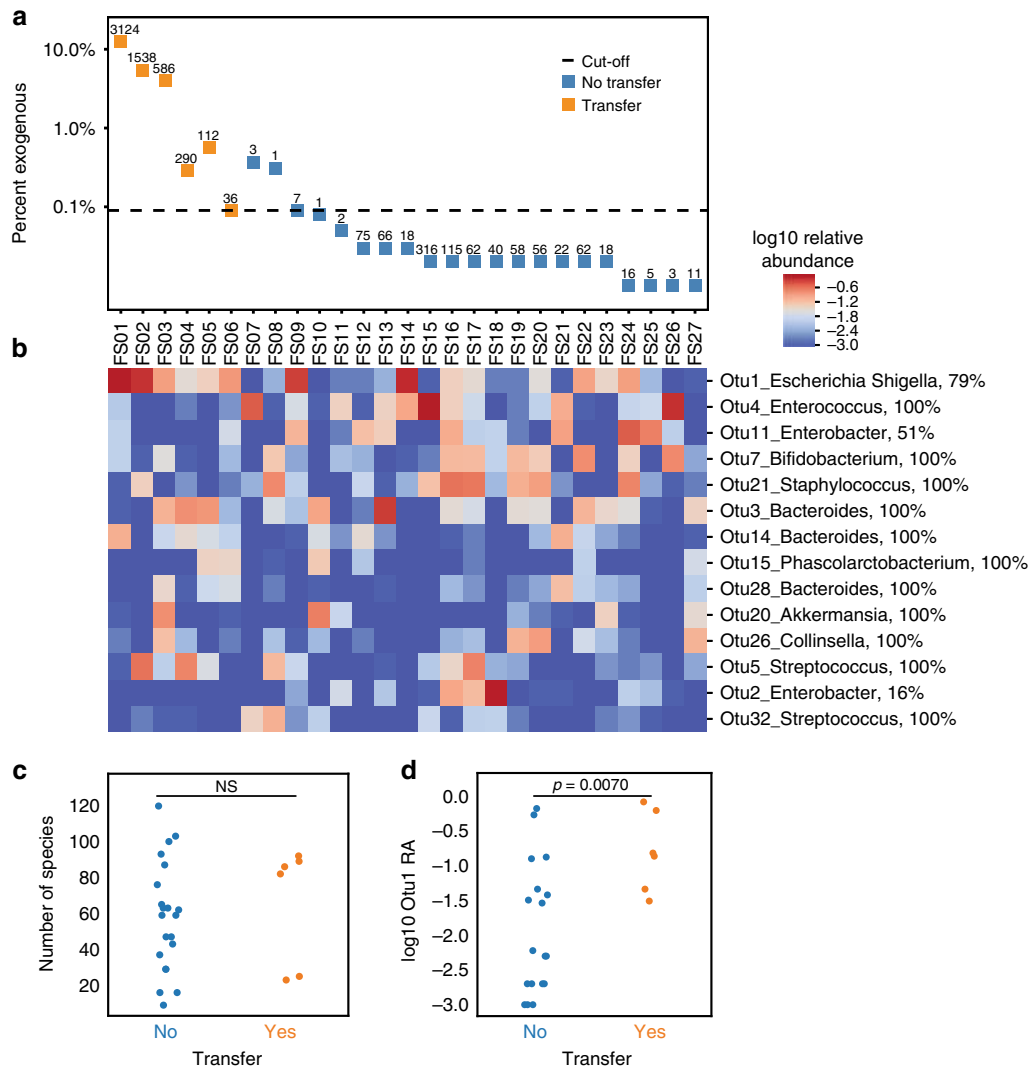 a
3124
1538
586
290
112
36
3
1
7
1
2
75
66
18
316
115
62
40
58
56
22
62
18
16
5
3
11
10.0%
1.0%
0.1%
Percent exogenous
Cut-off
No transfer
Transfer
log10 relative
abundance
−0.6
−1.2
−1.8
−2.4
−3.0
FS01
FS02
FS03
FS04
FS05
FS06
FS07
FS08
FS09
FS10
FS11
FS12
FS13
FS14
FS15
FS16
FS17
FS18
FS19
FS20
FS21
FS22
FS23
FS24
FS25
FS26
FS27
b
Otu1_Escherichia Shigella, 79%
Otu4_Enterococcus, 100%
Otu11_Enterobacter, 51%
Otu7_Bifidobacterium, 100%
Otu21_Staphylococcus, 100%
Otu3_Bacteroides, 100%
Otu14_Bacteroides, 100%
Otu15_Phascolarctobacterium, 100%
Otu28_Bacteroides, 100%
Otu20_Akkermansia, 100%
Otu26_Collinsella, 100%
Otu5_Streptococcus, 100%
Otu2_Enterobacter, 16%
Otu32_Streptococcus, 100%
c
NS
120
100
80
60
40
20
Number of species
No
Yes
Transfer
d
p = 0.0070
0.0
−0.5
−1.0
−1.5
−2.0
−2.5
−3.0
log10 Otu1 RA
No
Yes
Transfer